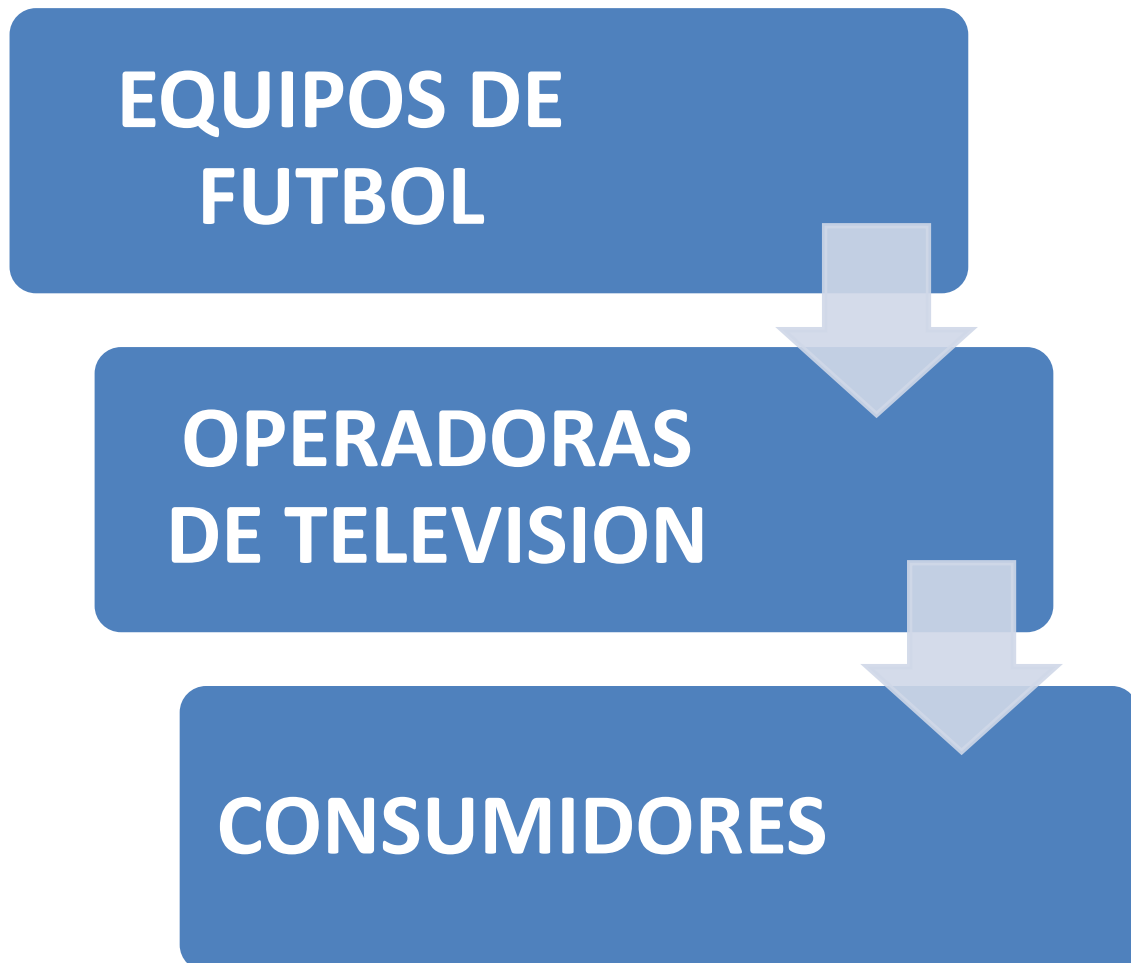 EQUIPOS DE
FUTBOL
OPERADORAS
DE TELEVISION
CONSUMIDORES